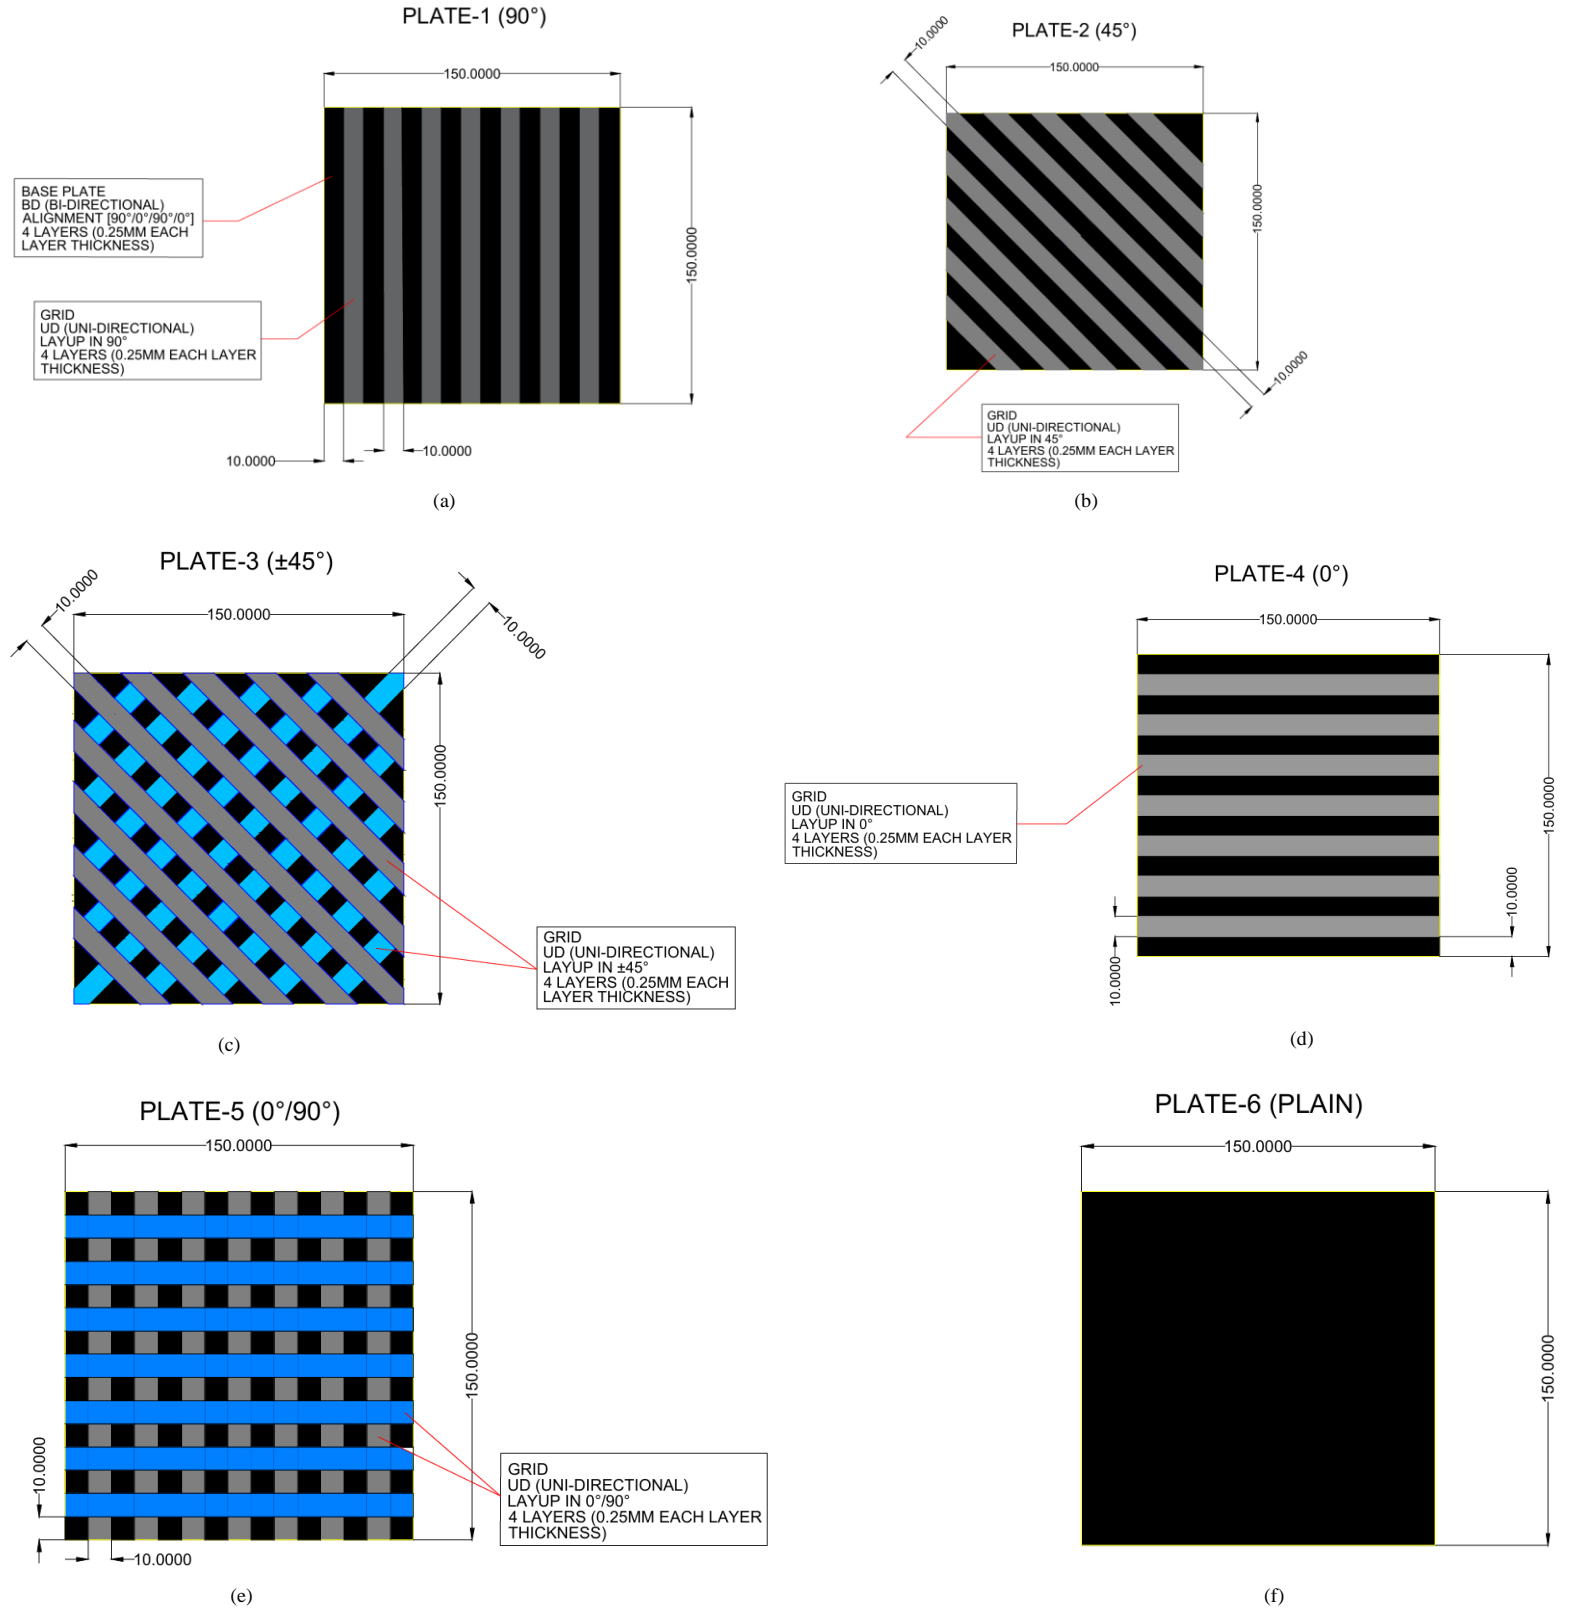 PLATE-1 (90°)
150.0000
150.0000
BASE PLATE
BD (BI-DIRECTIONAL)
ALIGNMENT [90°/0°/90°/0°]
4 LAYERS (0.25MM EACH
LAYER THICKNESS)
GRID
UD (UNI-DIRECTIONAL)
LAYUP IN 90°
4 LAYERS (0.25MM EACH LAYER
THICKNESS)
10.0000
10.0000
(a)
PLATE-2 (45°)
10.0000
150.0000
150.0000
10.0000
GRID
UD (UNI-DIRECTIONAL)
LAYUP IN 45°
4 LAYERS (0.25MM EACH LAYER
THICKNESS)
(b)
PLATE-3 (±45°)
10.0000
150.0000
10.0000
150.0000
GRID
UD (UNI-DIRECTIONAL)
LAYUP IN ±45°
4 LAYERS (0.25MM EACH
LAYER THICKNESS)
(c)
PLATE-4 (0°)
150.0000
150.0000
GRID
UD (UNI-DIRECTIONAL)
LAYUP IN 0°
4 LAYERS (0.25MM EACH LAYER
THICKNESS)
10.0000
10.0000
(d)
PLATE-5 (0°/90°)
150.0000
150.0000
10.0000
10.0000
GRID
UD (UNI-DIRECTIONAL)
LAYUP IN 0°/90°
4 LAYERS (0.25MM EACH LAYER
THICKNESS)
(e)
PLATE-6 (PLAIN)
150.0000
150.0000
(f)